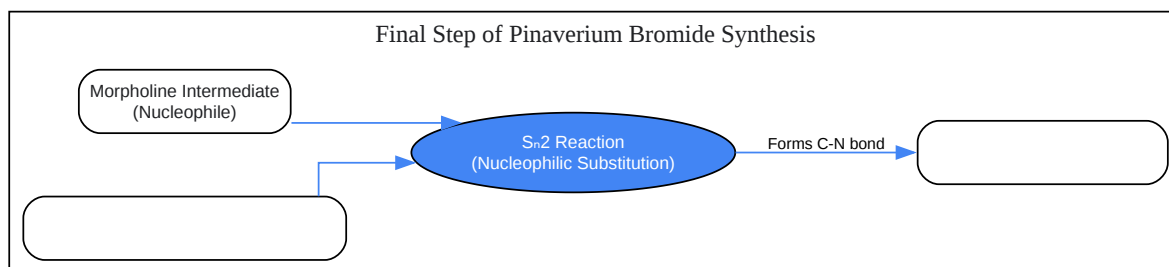 Final Step of Pinaverium Bromide Synthesis
Morpholine Intermediate
(Nucleophile)
Sₙ2 Reaction
(Nucleophilic Substitution)
Forms C-N bond